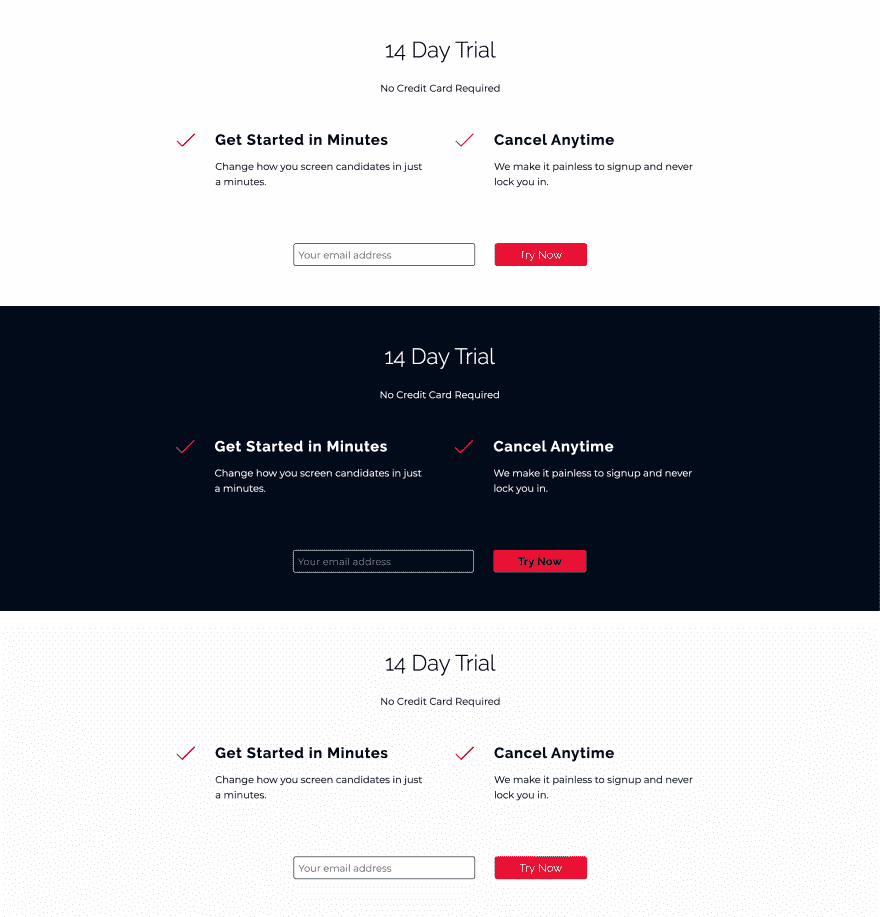 14 Day Trial
No Credit Card Required
Get Started in Minutes
Change how you screen candidates in just
a minutes.
Cancel Anytime
We make it painless to signup and never
lock you in.
Your email address
Try Now
14 Day Trial
No Credit Card Required
Get Started in Minutes
Change how you screen candidates in just
a minutes.
Cancel Anytime
We make it painless to signup and never
lock you in.
Your email address
Try Now
14 Day Trial
No Credit Card Required
Get Started in Minutes
Change how you screen candidates in just
a minutes.
Cancel Anytime
We make it painless to signup and never
lock you in.
Your email address
Try Now